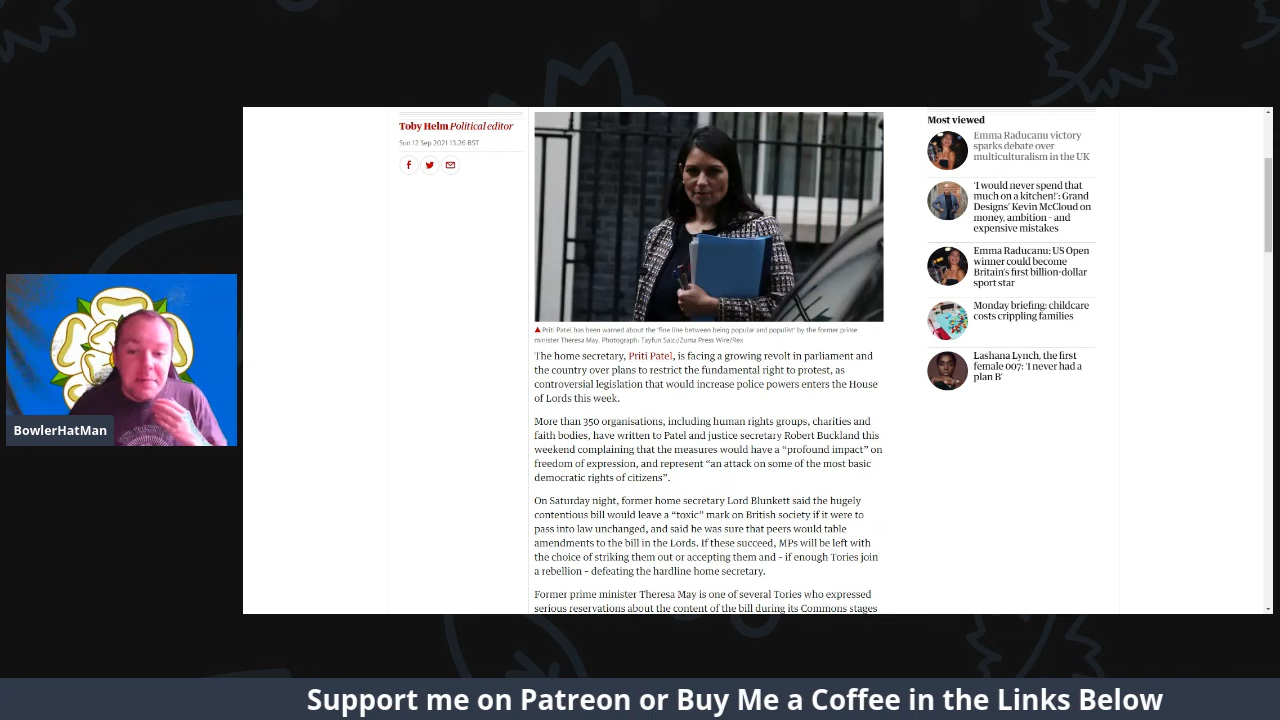 Toby Helm Political editor
Sun 12 Sep 2021 13.26 BST
Priti Patel has been warned about the 'fine line between being popular and populist' by the former prime
minister Theresa May. Photograph: Tayfun Salci/Zuma Press Wire/Rex
The home secretary, Priti Patel, is facing a growing revolt in parliament and
the country over plans to restrict the fundamental right to protest, as
controversial legislation that would increase police powers enters the House
of Lords this week.
More than 350 organisations, including human rights groups, charities and
faith bodies, have written to Patel and justice secretary Robert Buckland this
weekend complaining that the measures would have a “profound impact” on
freedom of expression, and represent “an attack on some of the most basic
democratic rights of citizens”.
On Saturday night, former home secretary Lord Blunkett said the hugely
contentious bill would leave a “toxic” mark on British society if it were to
pass into law unchanged, and said he was sure that peers would table
amendments to the bill in the Lords. If these succeed, MPs will be left with
the choice of striking them out or accepting them and – if enough Tories join
a rebellion – defeating the hardline home secretary.
Former prime minister Theresa May is one of several Tories who expressed
serious reservations about the content of the bill during its Commons stages
Most viewed
Emma Raducanu victory
sparks debate over
multiculturalism in the UK
'I would never spend that
much on a kitchen!': Grand
Designs' Kevin McCloud on
money, ambition – and
expensive mistakes
Emma Raducanu: US Open
winner could become
Britain's first billion-dollar
sport star
Monday briefing: childcare
costs crippling families
Lashana Lynch, the first
female 007: 'I never had a
plan B'
BowlerHatMan
Support me on Patreon or Buy Me a Coffee in the Links Below